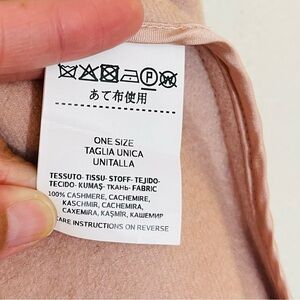 P
あて布使用
ONE SIZE
TAGLIA UNICA
UNITALLA
TESSUTO- TISSU- STOFF- TEJIDO-
TECIDO- KUMAŞ- ТКАНЬ- FABRIC
100% CASHMERE, CACHEMIRE,
KASCHMIR, CACHEMIRA,
CAXEMIRA, KAŞMİR, КАШЕМИР
CARE INSTRUCTIONS ON REVERSE